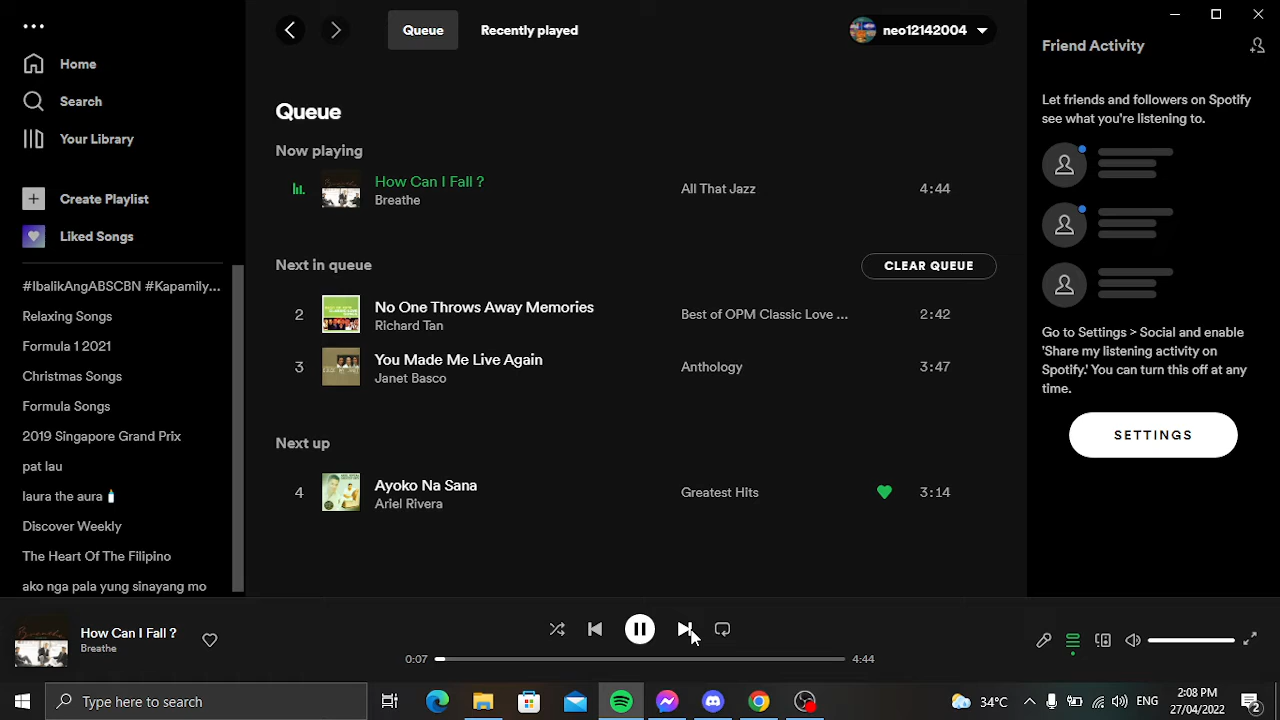 Home
Search
Your Library
Create Playlist
Liked Songs
#IbalikAngABSCBN #Kapamily...
Relaxing Songs
Formula 1 2021
Christmas Songs
Formula Songs
2019 Singapore Grand Prix
pat lau
laura the aura🍼
Discover Weekly
The Heart Of The Filipino
ako nga pala yung sinayang mo
Queue Recently played
neo12142004
Queue
Now playing
How Can I Fall ? All That Jazz 4:44
Breathe
Next in queue CLEAR QUEUE
2 No One Throws Away Memories Best of OPM Classic Love ... 2:42
Richard Tan
3 You Made Me Live Again Anthology 3:47
Janet Basco
Next up
4 Ayoko Na Sana Greatest Hits 3:14
Ariel Rivera
Friend Activity
Let friends and followers on Spotify
see what you're listening to.
Go to Settings > Social and enable
'Share my listening activity on
Spotify.' You can turn this off at any
time.
SETTINGS
How Can I Fall ?
Breathe
0:07 4:44
Type here to search
34°C
ENG
2:08 PM
27/04/2022
2